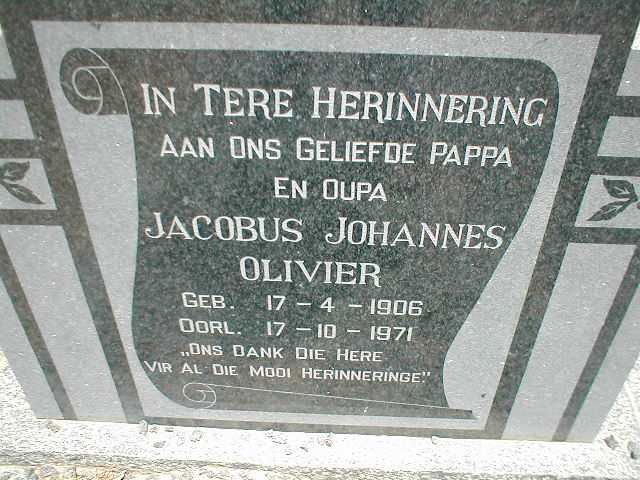 In Tere Herinnering
Aan Ons Geliefde Pappa
En Oupa
Jacobus Johannes
Olivier
Geb. 17-4-1906
Oorl. 17-10-1971
„Ons Dank Die Here
Vir Al Die Mooi Herinneringe"